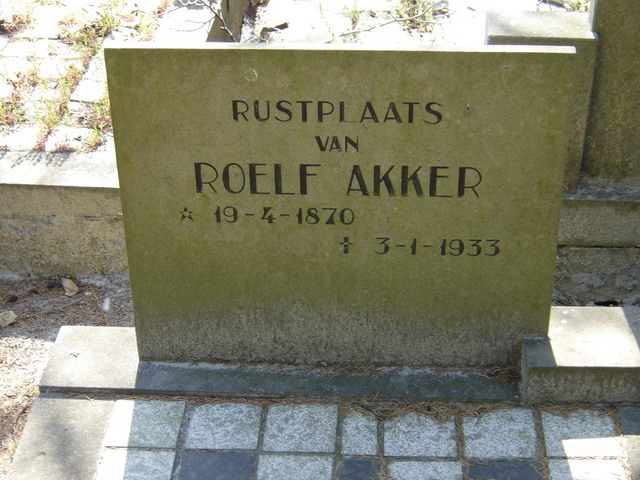 RUSTPLAATS
VAN
ROELF AKKER
☆ 19-4-1870
✝ 3-1-1933